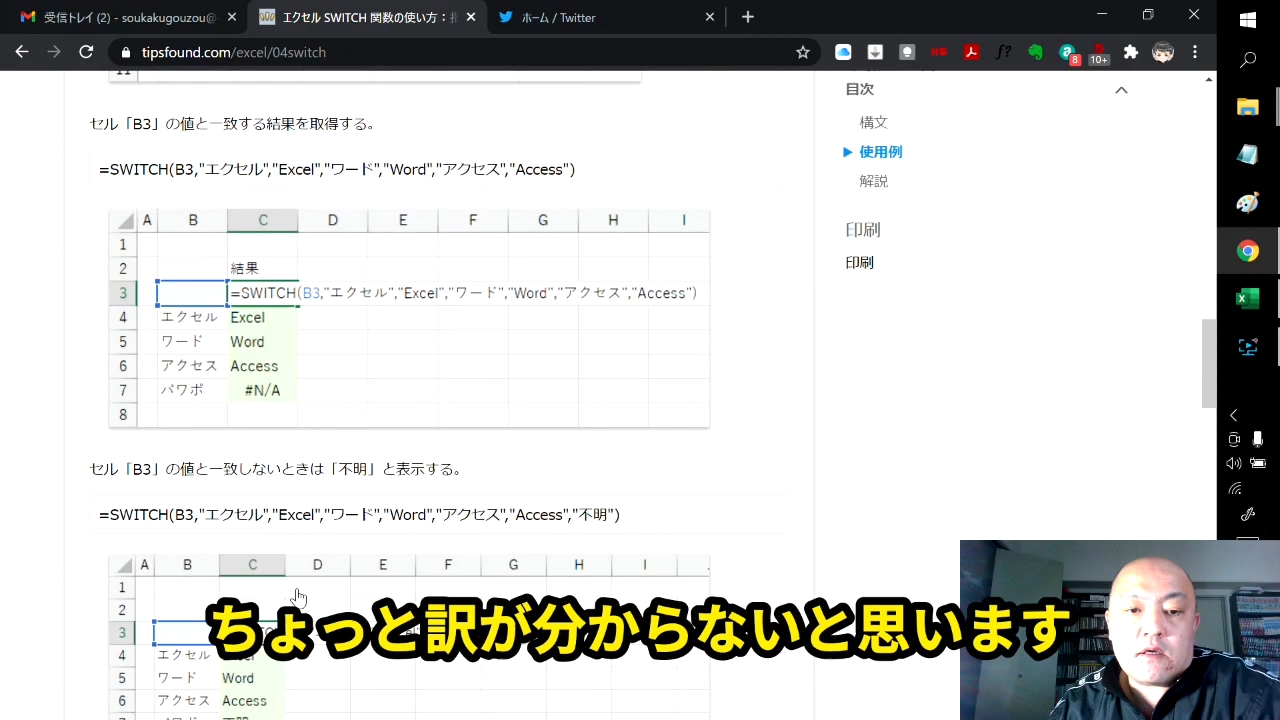 受信トレイ (2) - soukakugouzou@
エクセル SWITCH 関数の使い方：
ホーム / Twitter
tipsfound.com/excel/04switch
8
10+
11
目次
構文
使用例
解説
印刷
印刷
セル「B3」の値と一致する結果を取得する。
=SWITCH(B3,"エクセル","Excel","ワード","Word","アクセス","Access")
A B C D E F G H I
1
2 結果
3 =SWITCH(B3,"エクセル","Excel","ワード","Word","アクセス","Access")
4 エクセル Excel
5 ワード Word
6 アクセス Access
7 パワポ #N/A
8
セル「B3」の値と一致しないときは「不明」と表示する。
=SWITCH(B3,"エクセル","Excel","ワード","Word","アクセス","Access","不明")
A B C D E F G H I
1
2
3
ちょっと訳が分からないと思います
4 エクセル
5 ワード Word
6 アクセス Access